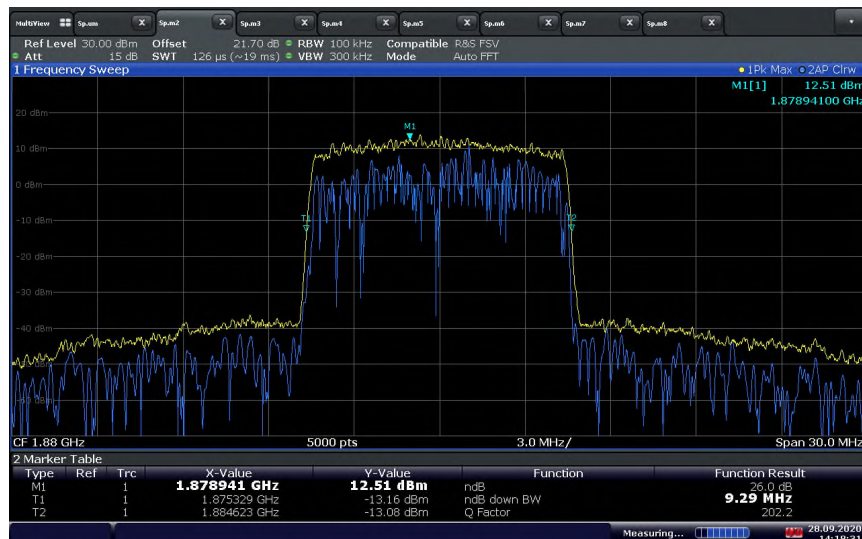 MultiView Sp.um X Sp.m2 X Sp.m3 X Sp.m4 X Sp.m5 X Sp.m6 X Sp.m7 X Sp.m8 X
Ref Level 30.00 dBm Offset 21.70 dB RBW 100 kHz Compatible R&S FSV
Att 15 dB SWT 126 µs (~19 ms) VBW 300 kHz Mode Auto FFT
1 Frequency Sweep 1Pk Max 2AP Clrw
M1[1] 12.51 dBm
1.87894100 GHz
20 dBm
M1
10 dBm
0 dBm
-10 dBm
T1 T2
-20 dBm
-30 dBm
-40 dBm
CF 1.88 GHz 5000 pts 3.0 MHz/ Span 30.0 MHz
2 Marker Table
Type Ref Trc X-Value Y-Value Function Function Result
M1 1 1.878941 GHz 12.51 dBm ndB 26.0 dB
T1 1 1.875329 GHz -13.16 dBm ndB down BW 9.29 MHz
T2 1 1.884623 GHz -13.08 dBm Q Factor 202.2
Measuring... 28.09.2020
14:18:31